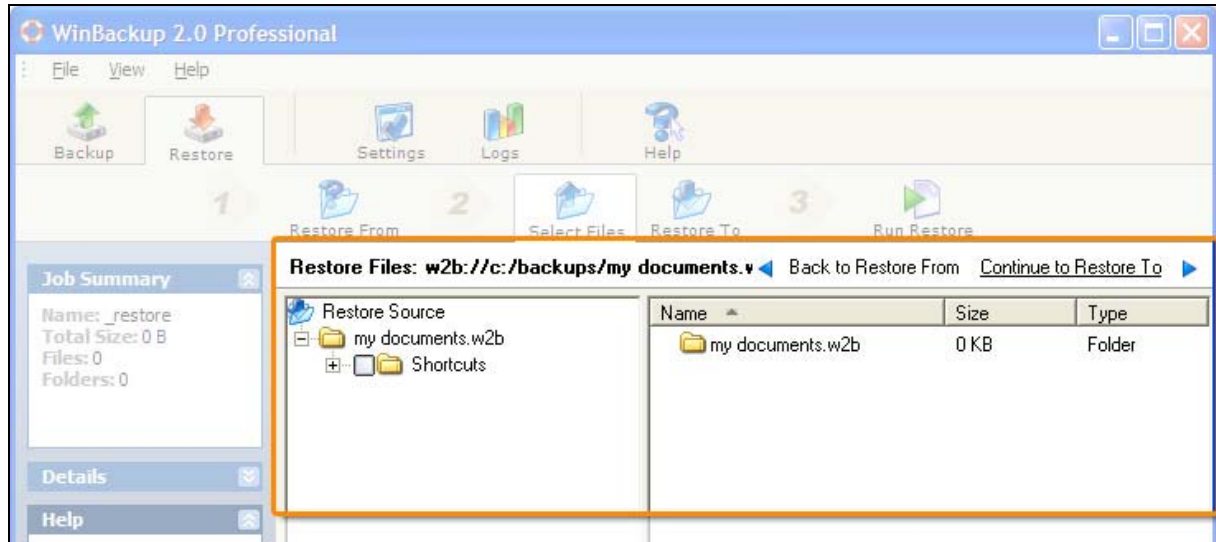 WinBackup 2.0 Professional
File View Help
Backup Restore Settings Logs Help
1 Restore From 2 Select Files Restore To 3 Run Restore
Job Summary
Name: _restore
Total Size: 0 B
Files: 0
Folders: 0
Details
Help
Restore Files: w2b://c:/backups/my documents.v Back to Restore From Continue to Restore To
Restore Source
my documents.w2b
Shortcuts
Name Size Type
my documents.w2b 0 KB Folder